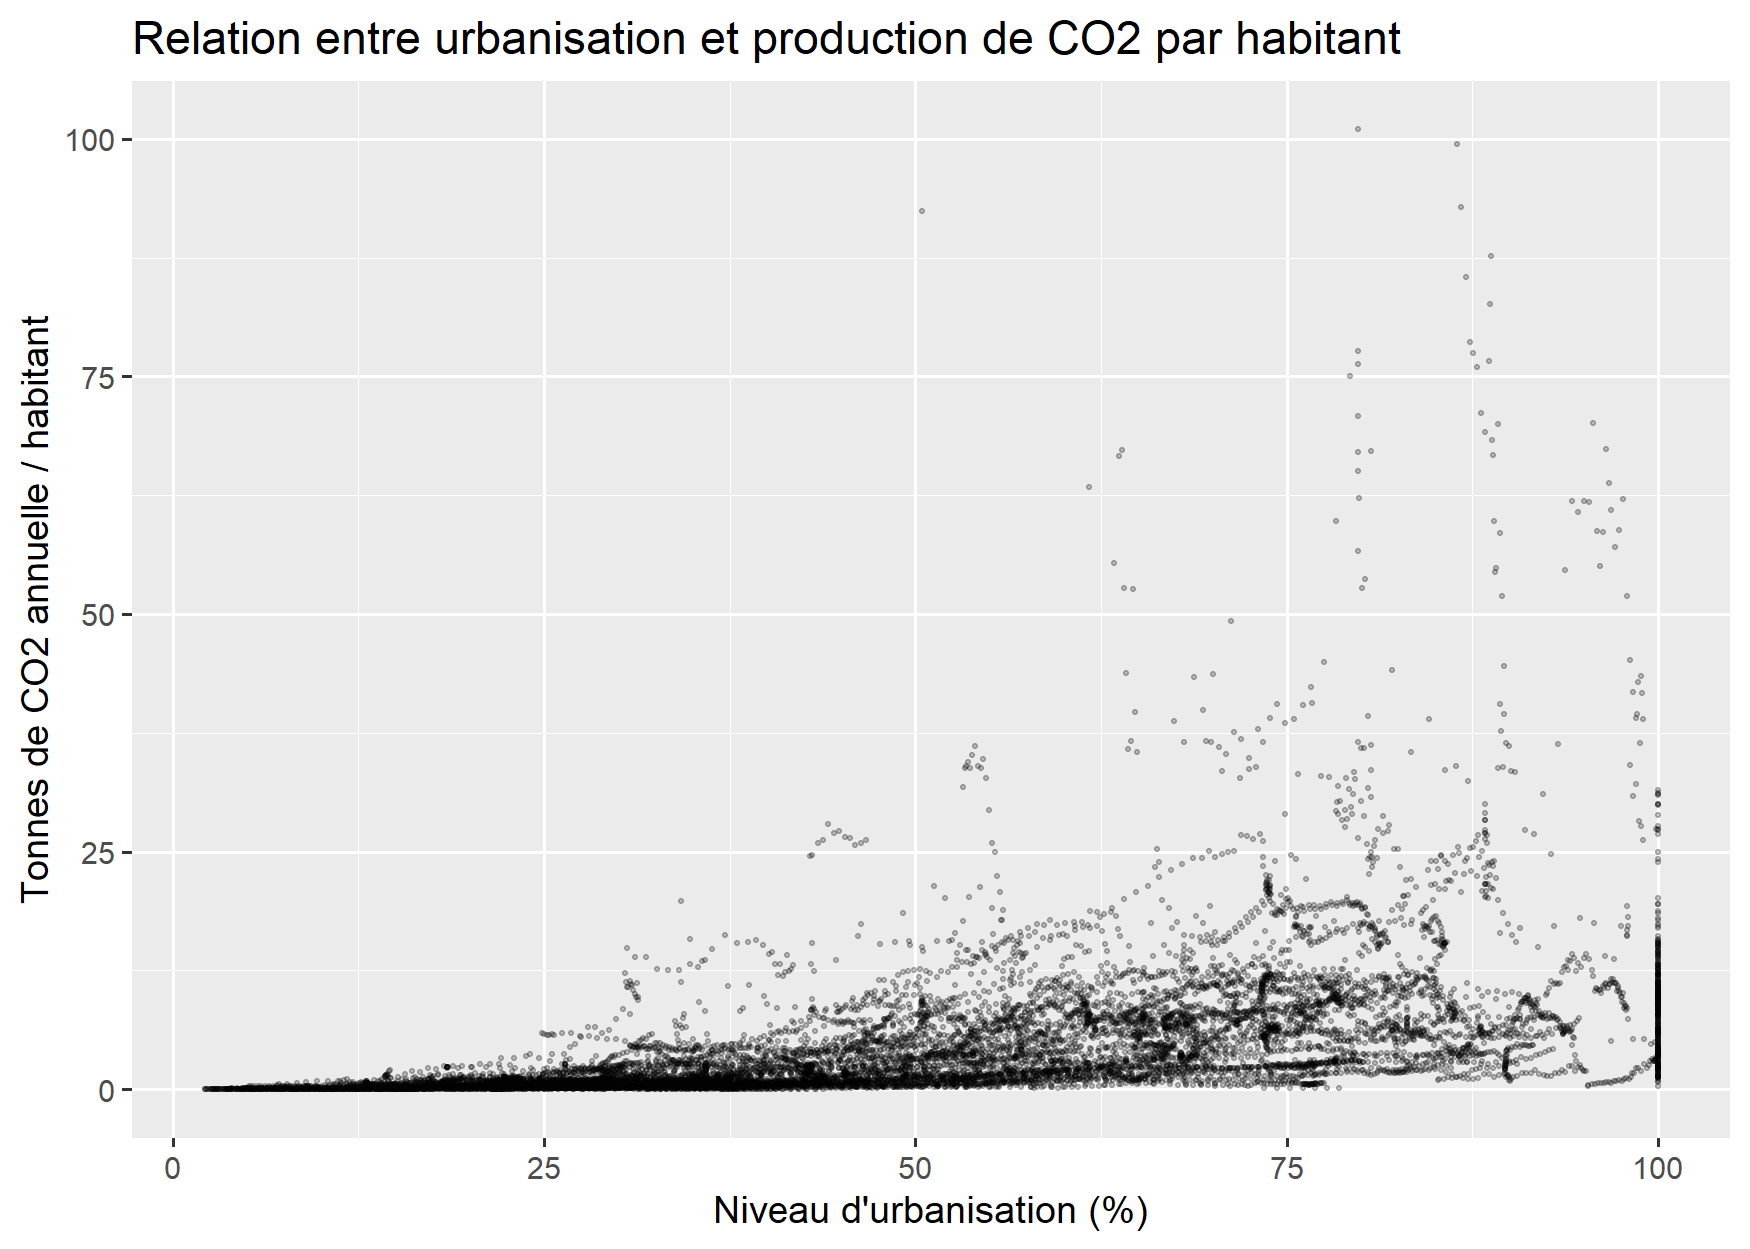 Relation entre urbanisation et production de CO2 par habitant
Tonnes de CO2 annuelle / habitant
100
75
50
25
0
0 25 50 75 100
Niveau d'urbanisation (%)